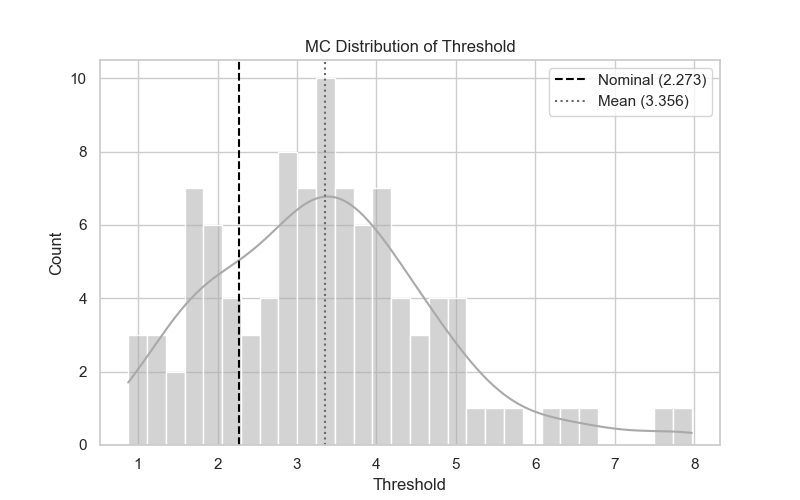 MC Distribution of Threshold
Nominal (2.273)
Mean (3.356)
10
8
6
4
2
0
Count
1 2 3 4 5 6 7 8
Threshold